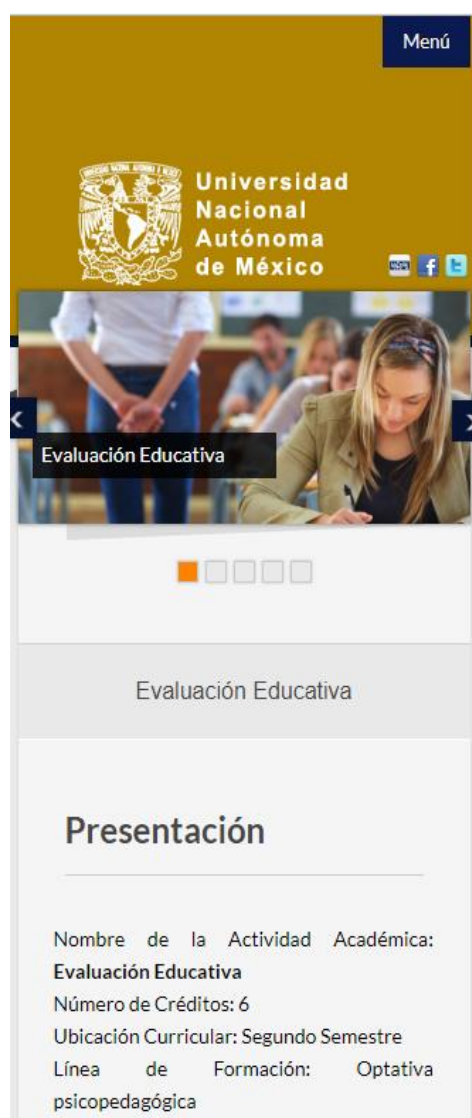 Menú
Universidad
Nacional
Autónoma
de México
Evaluación Educativa
Evaluación Educativa
Presentación
Nombre de la Actividad Académica:
Evaluación Educativa
Número de Créditos: 6
Ubicación Curricular: Segundo Semestre
Línea de Formación: Optativa
psicopedagógica